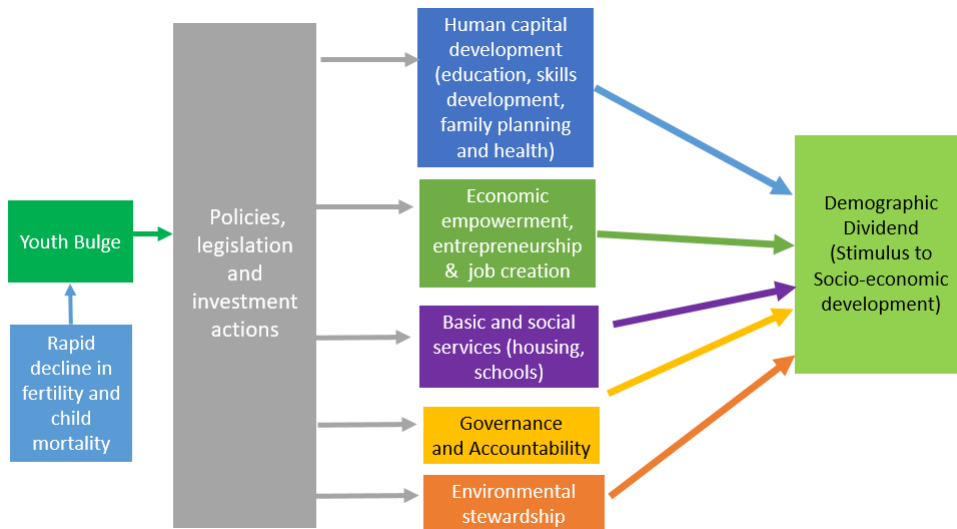 Youth Bulge
Rapid
decline in
fertility and
child
mortality
Policies,
legislation
and
investment
actions
Human capital
development
(education, skills
development,
family planning
and health)
Economic
empowerment,
entrepreneurship
& job creation
Basic and social
services (housing,
schools)
Governance
and Accountability
Environmental
stewardship
Demographic
Dividend
(Stimulus to
Socio-economic
development)